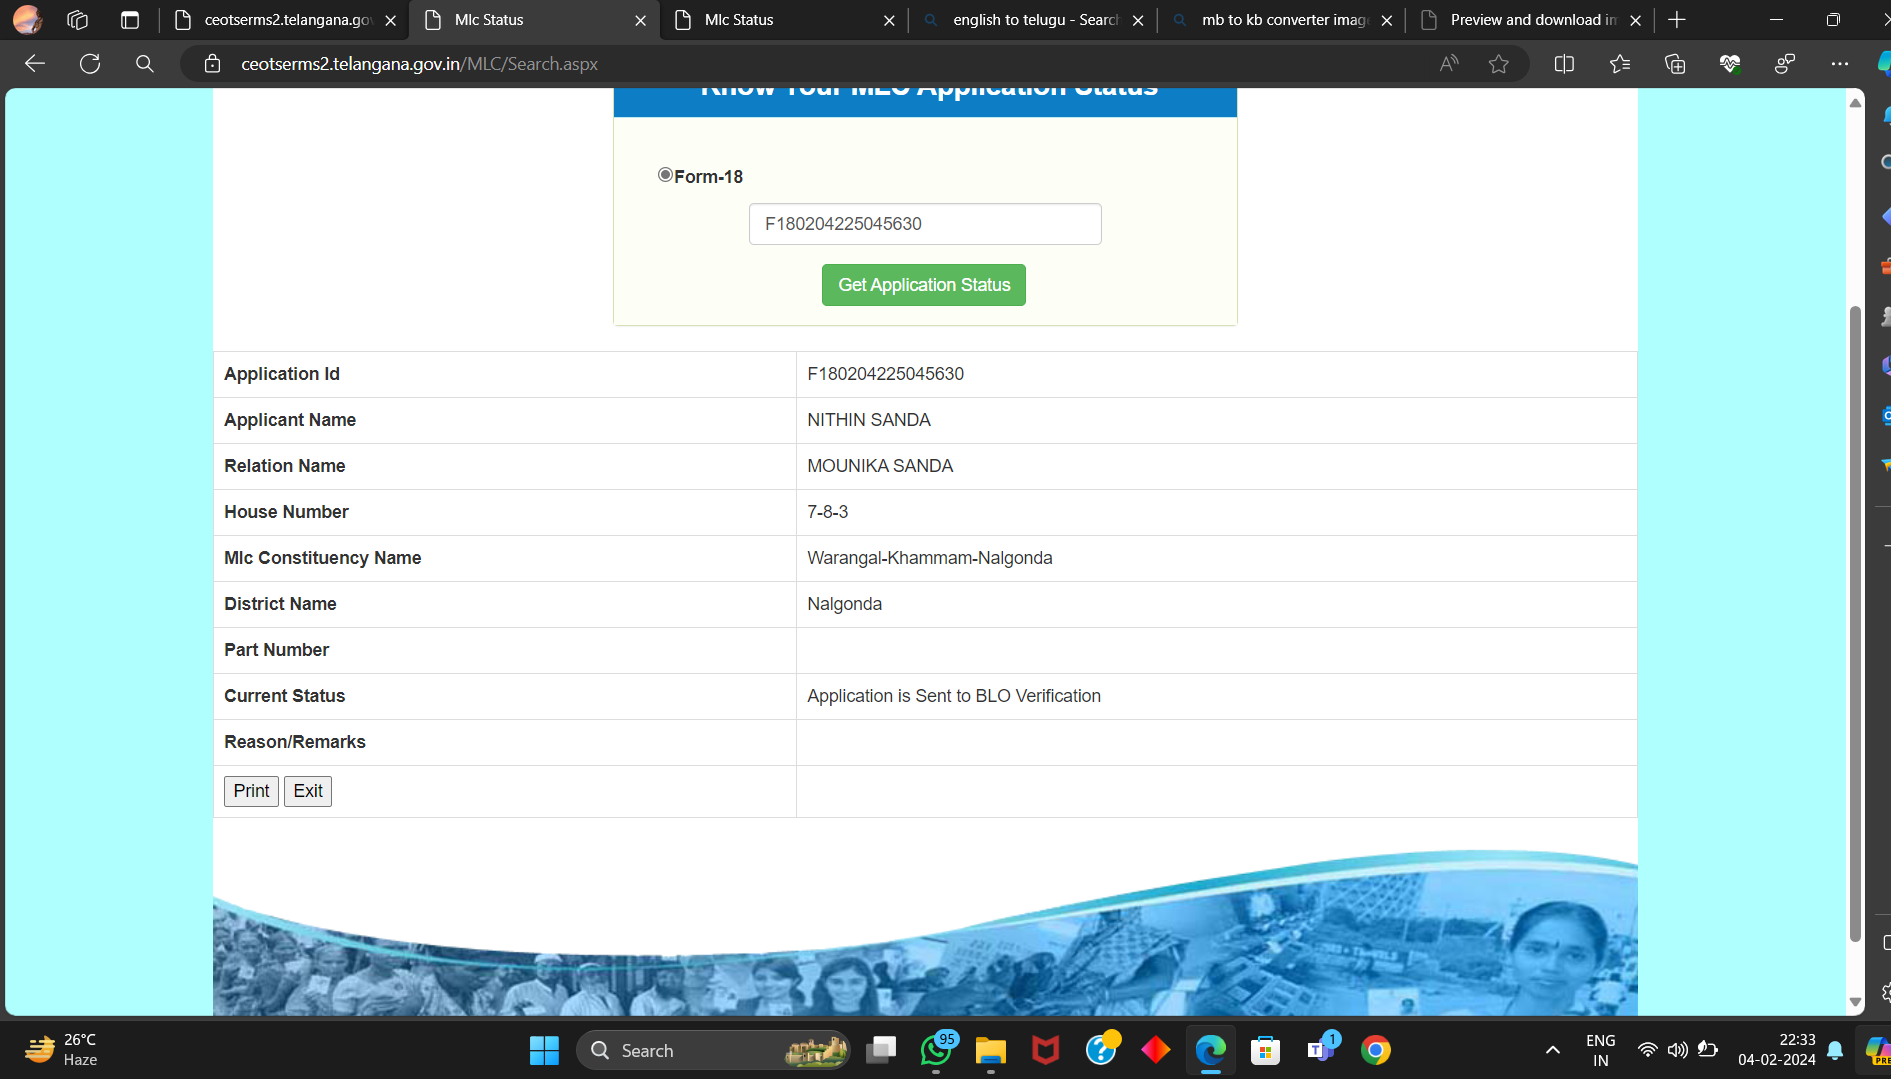 ceotserms2.telangana.go
Mlc Status
Mlc Status
english to telugu - Search
mb to kb converter image
Preview and download im
ceotserms2.telangana.gov.in/MLC/Search.aspx
Know Your MLC Application Status
Form-18
F180204225045630
Get Application Status
Application Id F180204225045630
Applicant Name NITHIN SANDA
Relation Name MOUNIKA SANDA
House Number 7-8-3
Mlc Constituency Name Warangal-Khammam-Nalgonda
District Name Nalgonda
Part Number
Current Status Application is Sent to BLO Verification
Reason/Remarks
Print Exit
26°C
Haze
Search
95
1
ENG
IN
22:33
04-02-2024
PRE